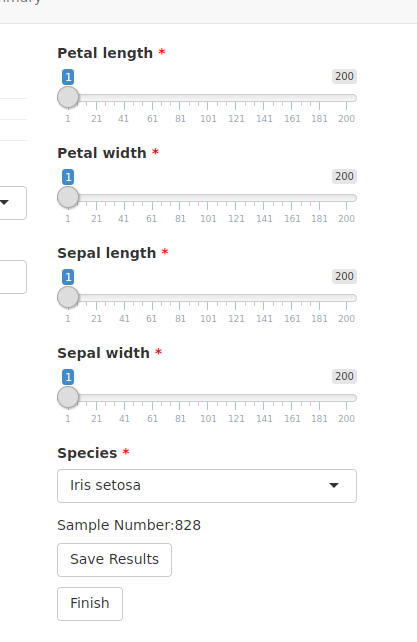 Petal length *
1 200
1 21 41 61 81 101 121 141 161 181 200
Petal width *
1 200
1 21 41 61 81 101 121 141 161 181 200
Sepal length *
1 200
1 21 41 61 81 101 121 141 161 181 200
Sepal width *
1 200
1 21 41 61 81 101 121 141 161 181 200
Species *
Iris setosa
Sample Number:828
Save Results
Finish